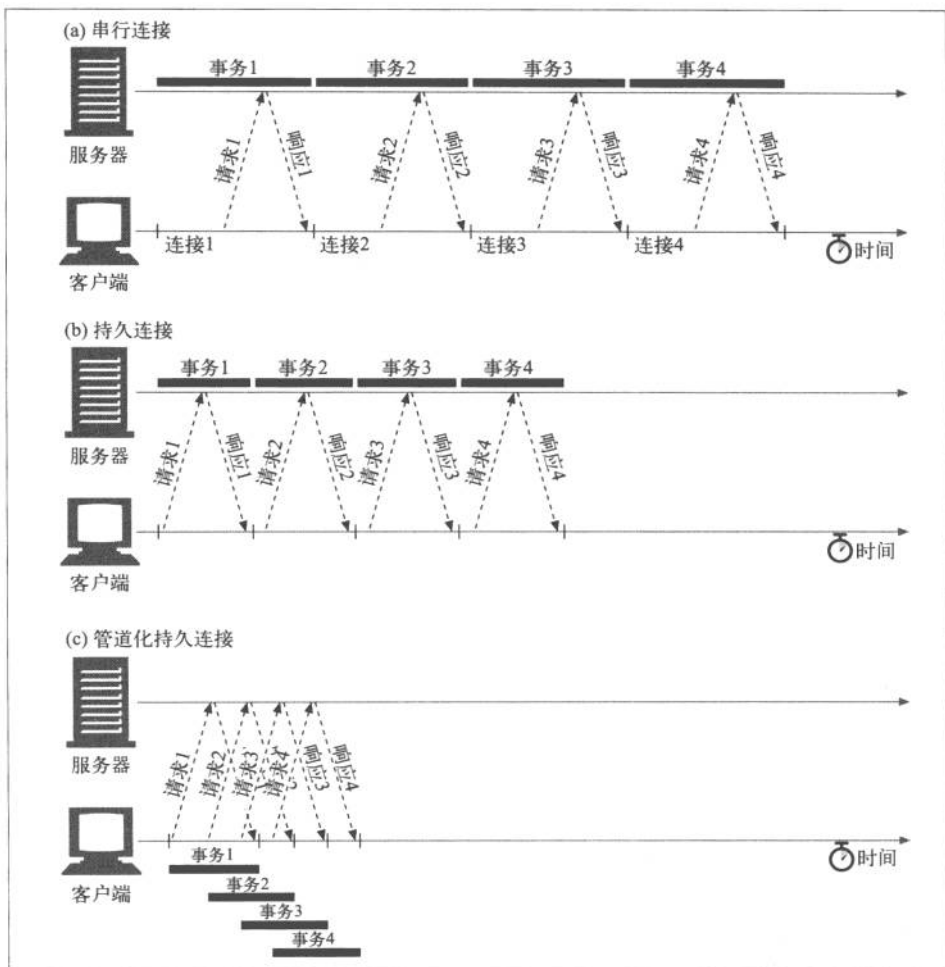 (a) 串行连接
事务1 事务2 事务3 事务4
服务器
请求1 响应1 请求2 响应2 请求3 响应3 请求4 响应4
连接1 连接2 连接3 连接4
时间
客户端
(b) 持久连接
事务1 事务2 事务3 事务4
服务器
请求1 响应1 请求2 响应2 请求3 响应3 请求4 响应4
时间
客户端
(c) 管道化持久连接
服务器
请求1 请求2 请求3 请求4 2 响应3 响应4
时间
客户端
事务1
事务2
事务3
事务4